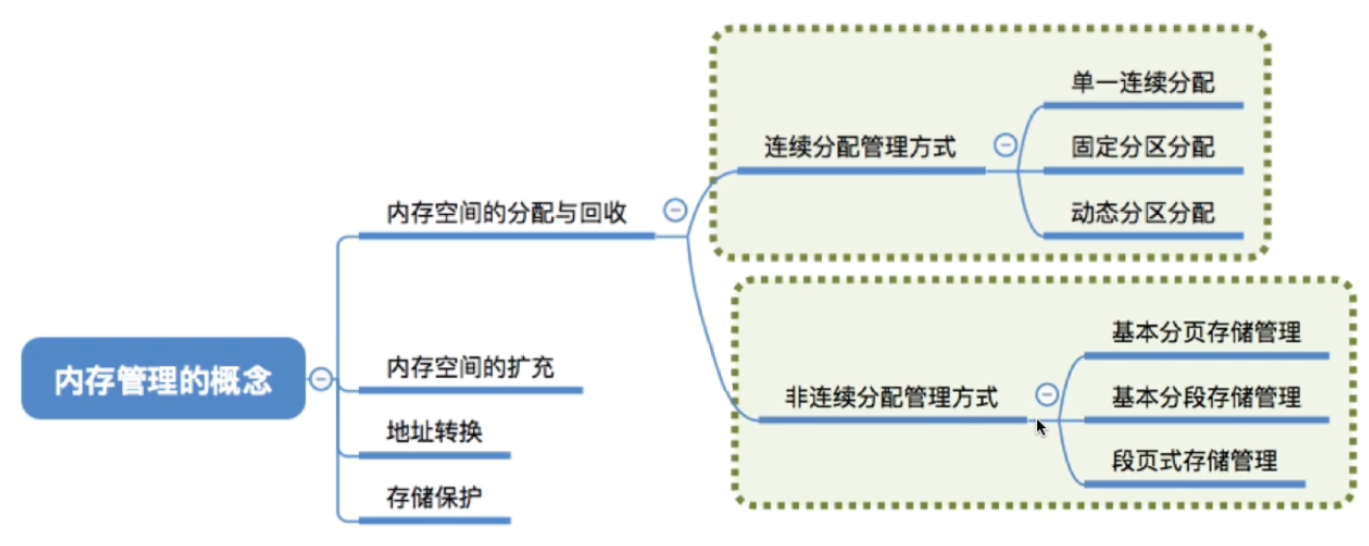 内存管理的概念
内存空间的分配与回收
连续分配管理方式
单一连续分配
固定分区分配
动态分区分配
非连续分配管理方式
基本分页存储管理
基本分段存储管理
段页式存储管理
内存空间的扩充
地址转换
存储保护